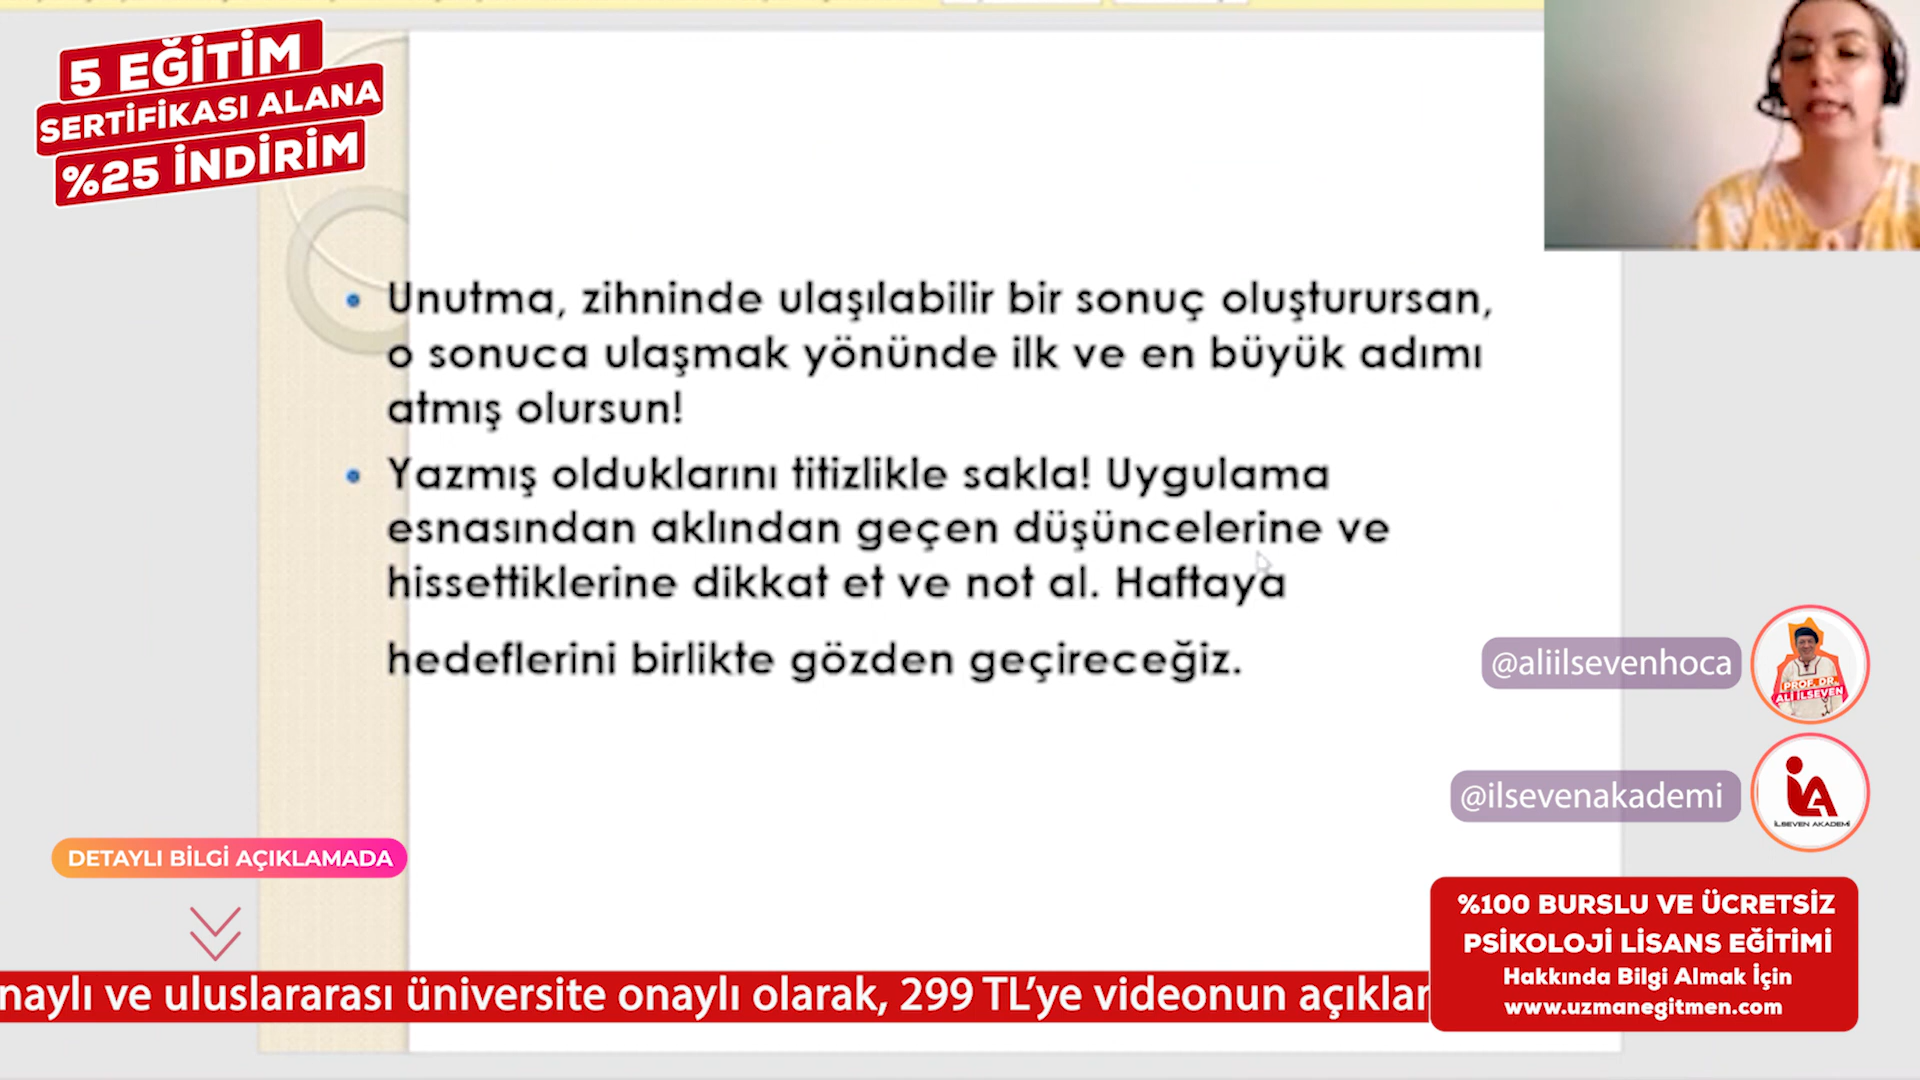 5 EĞİTİM
SERTİFİKASI ALANA
%25 İNDİRİM
Unutma, zihninde ulaşılabilir bir sonuç oluşturursan,
o sonuca ulaşmak yönünde ilk ve en büyük adımı
atmış olursun!
Yazmış olduklarını titizlikle sakla! Uygulama
esnasından aklından geçen düşüncelerine ve
hissettiklerine dikkat et ve not al. Haftaya
hedeflerini birlikte gözden geçireceğiz.
@aliilsevenhoca
PROF. DR.
ALİ İLSEVEN
@ilsevenakademi
İLSEVEN AKADEMİ
DETAYLI BİLGİ AÇIKLAMADA
%100 BURSLU VE ÜCRETSİZ
PSİKOLOJİ LİSANS EĞİTİMİ
Hakkında Bilgi Almak İçin
www.uzmanegitmen.com
naylı ve uluslararası üniversite onaylı olarak, 299 TL’ye videonun açıklar